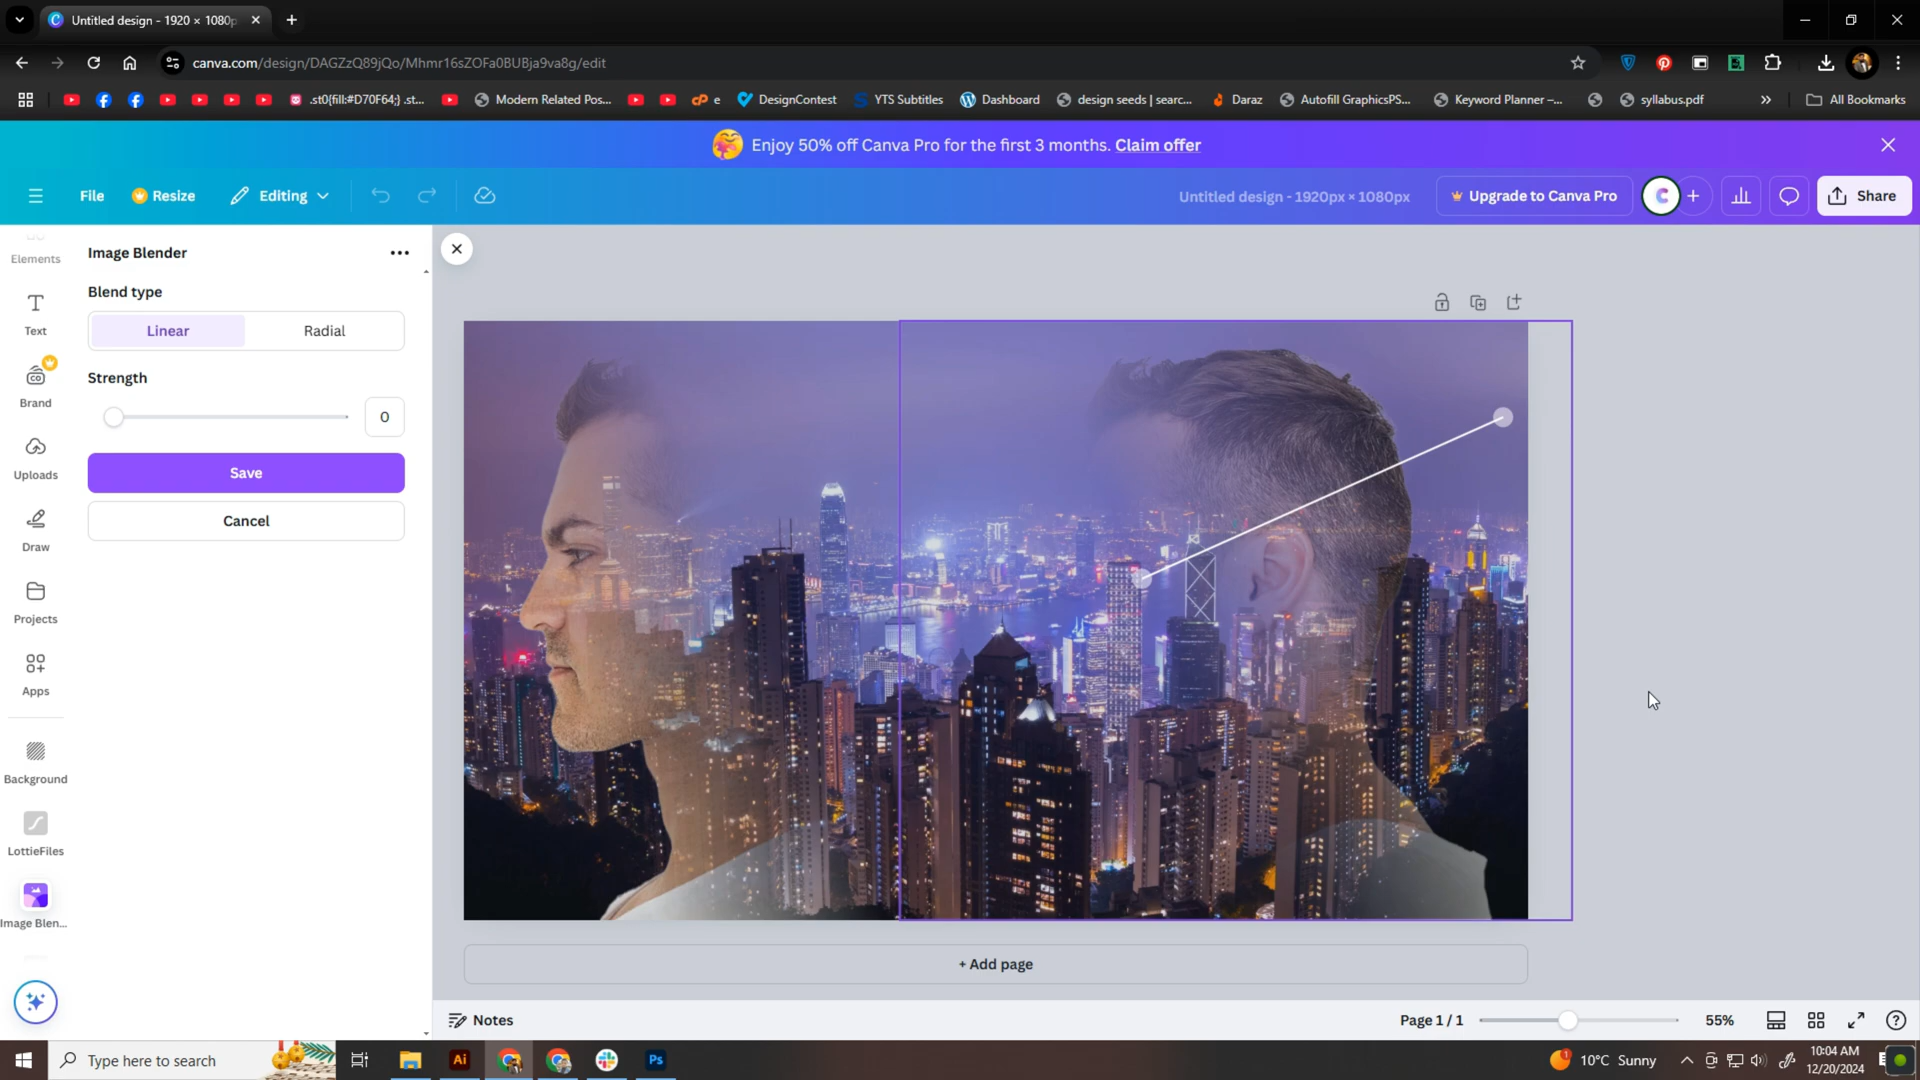 Untitled design - 1920 × 1080p
canva.com/design/DAGZzQ89jQo/Mhmr16sZOFa0BUBja9va8g/edit
.st0{fill:#D70F64;} .st...
Modern Related Pos...
e
DesignContest
YTS Subtitles
Dashboard
design seeds | searc...
Daraz
Autofill GraphicsPS...
Keyword Planner –...
syllabus.pdf
»
All Bookmarks
Enjoy 50% off Canva Pro for the first 3 months. Claim offer
File
Resize
Editing
Untitled design - 1920px × 1080px
Upgrade to Canva Pro
C
Share
Elements
Text
Brand
Uploads
Draw
Projects
Apps
Background
LottieFiles
Image Blen...
Image Blender
Blend type
Linear
Radial
Strength
0
Save
Cancel
+ Add page
Notes
Page 1 / 1
55%
Type here to search
Ai
Ps
1
10°C Sunny
10:04 AM
12/20/2024